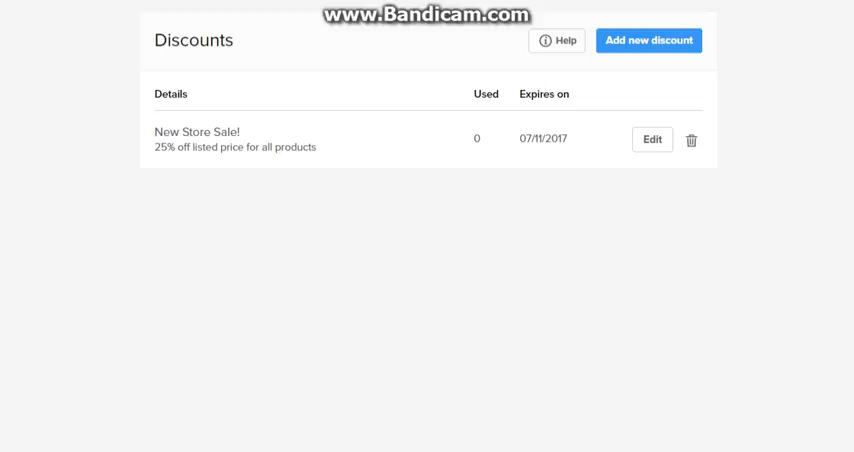 www.Bandicam.com
Discounts
Help
Add new discount
Details Used Expires on
New Store Sale! 0 07/11/2017 Edit
25% off listed price for all products